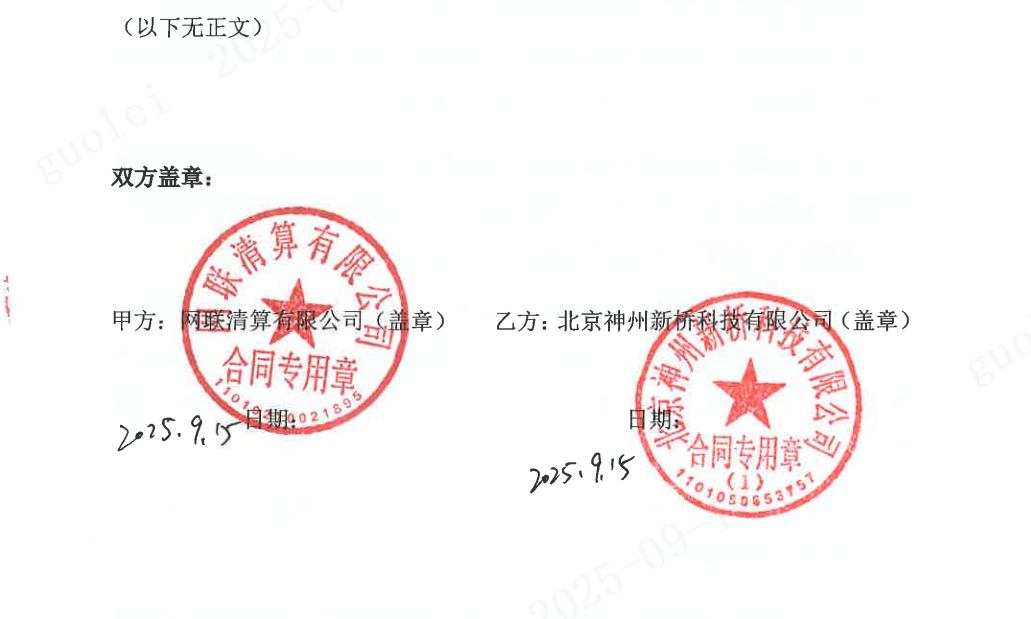 （以下无正文）
双方盖章：
网联清算有限公司
合同专用章
甲方：网联清算有限公司（盖章）
乙方：北京神州新桥科技有限公司（盖章）
北京神州新桥科技有限公司
合同专用章
（1）
日期：
2025.9.15
日期：
2025.9.15
guolei
2025-09-